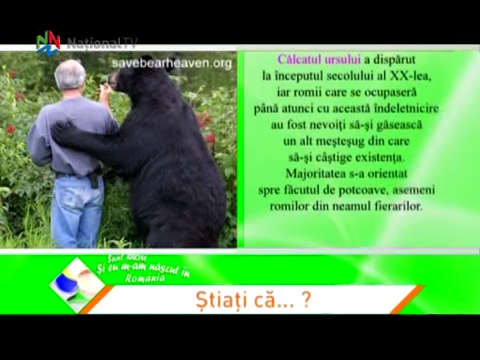 NaționalTV
savebearheaven.org
Călcatul ursului a dispărut
la începutul secolului al XX-lea,
iar romii care se ocupaseră
până atunci cu această îndeletnicire
au fost nevoiți să-și găsească
un alt meșteșug din care
să-și câștige existența.
Majoritatea s-a orientat
spre făcutul de potcoave, asemeni
romilor din neamul fierarilor.
Sunt RROM
Și eu m-am născut în
România
Știați că... ?